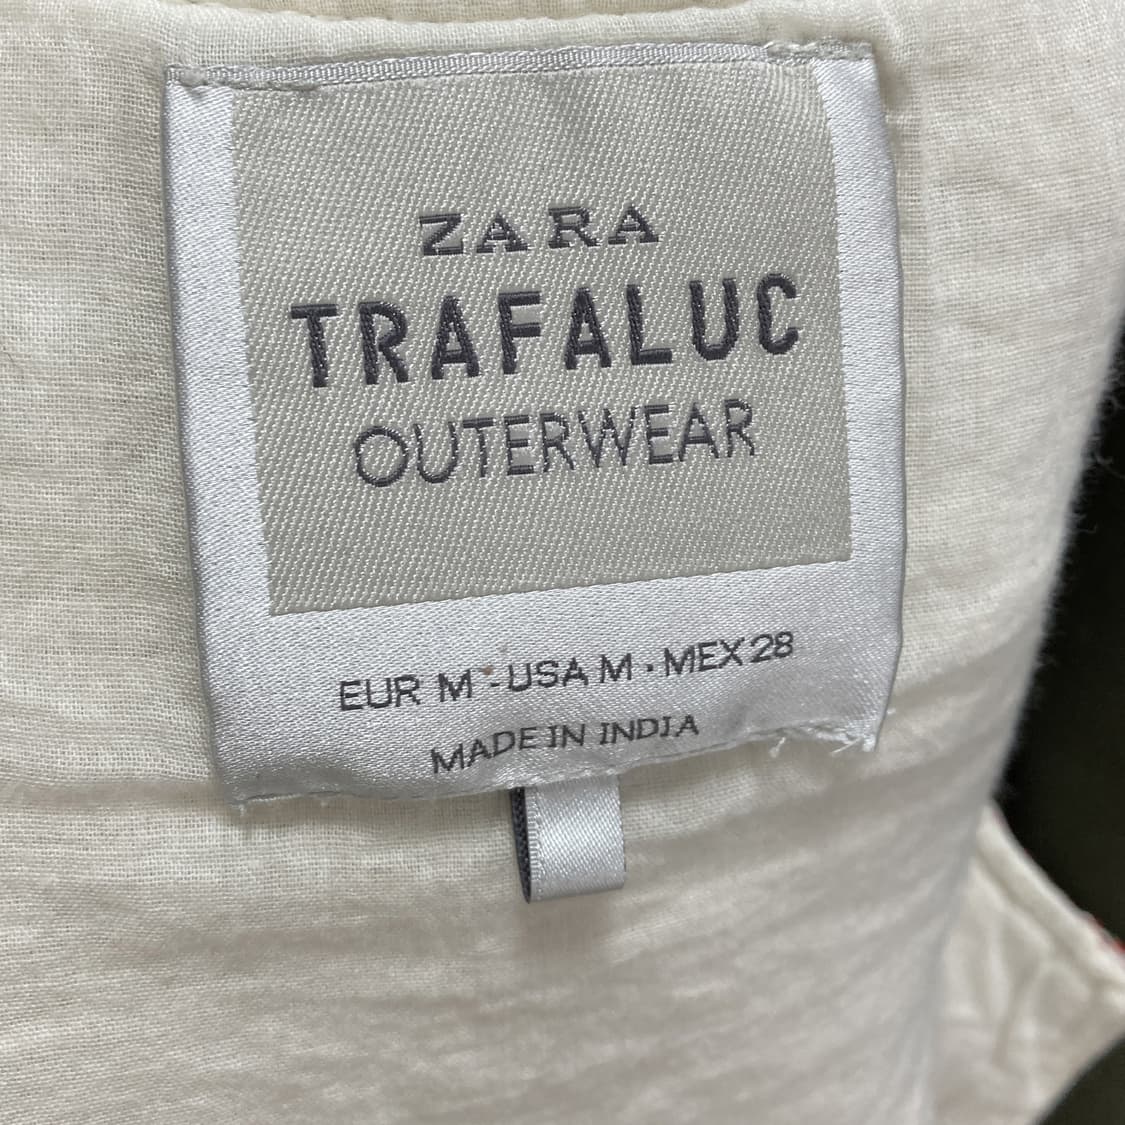 ZARA
TRAFALUC
OUTERWEAR
EUR M - USA M • MEX 28
MADE IN INDIA